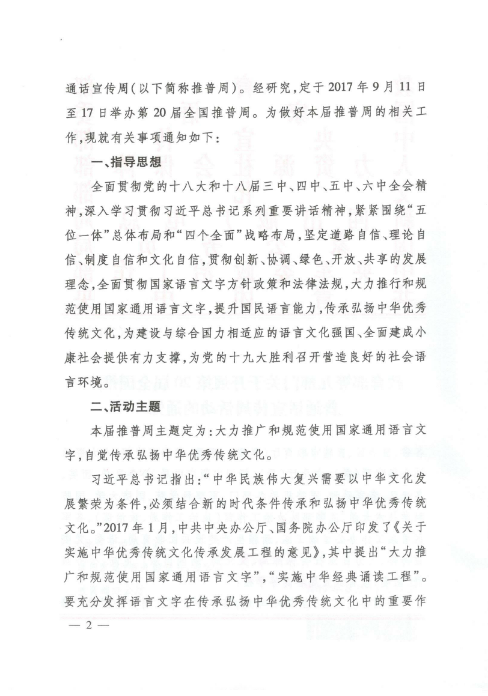 通话宣传周(以下简称推普周)。经研究,定于2017年9月11日
至17日举办第20届全国推普周。为做好本届推普周的相关工
作,现就有关事项通知如下:
一、指导思想
全面贯彻党的十八大和十八届三中、四中、五中、六中全会精
神,深入学习贯彻习近平总书记系列重要讲话精神,紧紧围绕“五
位一体”总体布局和“四个全面”战略布局,坚定道路自信、理论自
信、制度自信和文化自信,贯彻创新、协调、绿色、开放、共享的发展
理念,全面贯彻国家语言文字方针政策和法律法规,大力推行和规
范使用国家通用语言文字,提升国民语言能力,传承弘扬中华优秀
传统文化,为建设与综合国力相适应的语言文化强国、全面建成小
康社会提供有力支撑,为党的十九大胜利召开营造良好的社会语
言环境。
二、活动主题
本届推普周主题定为:大力推广和规范使用国家通用语言文
字,自觉传承弘扬中华优秀传统文化。
习近平总书记指出:“中华民族伟大复兴需要以中华文化发
展繁荣为条件,必须结合新的时代条件传承和弘扬中华优秀传统
文化。”2017年1月,中共中央办公厅、国务院办公厅印发了《关于
实施中华优秀传统文化传承发展工程的意见》,其中提出“大力推
广和规范使用国家通用语言文字”,“实施中华经典诵读工程”。
要充分发挥语言文字在传承弘扬中华优秀传统文化中的重要作
— 2 —